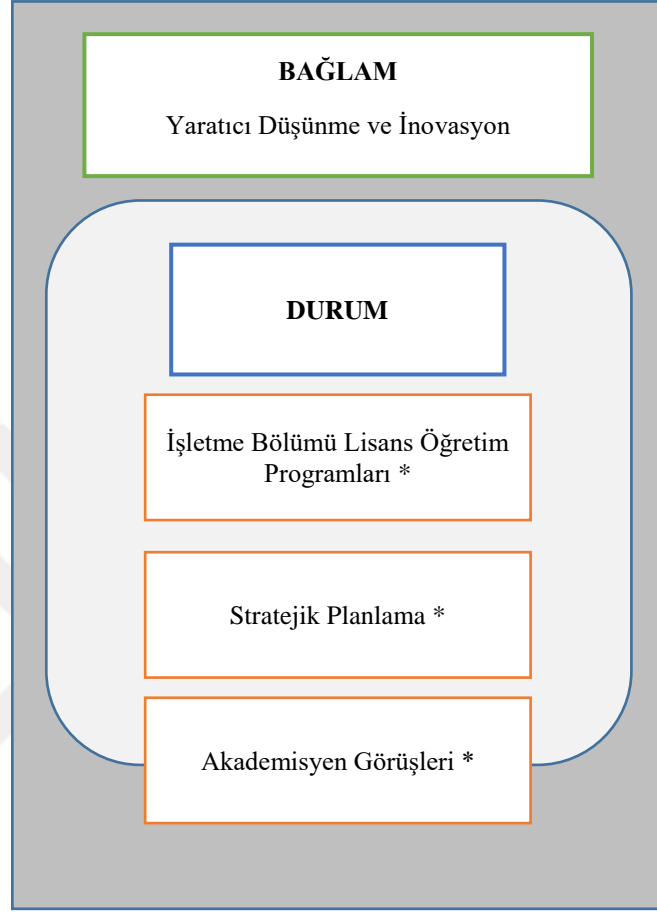 BAĞLAM
Yaratıcı Düşünme ve İnovasyon
DURUM
İşletme Bölümü Lisans Öğretim
Programları *
Stratejik Planlama *
Akademisyen Görüşleri *